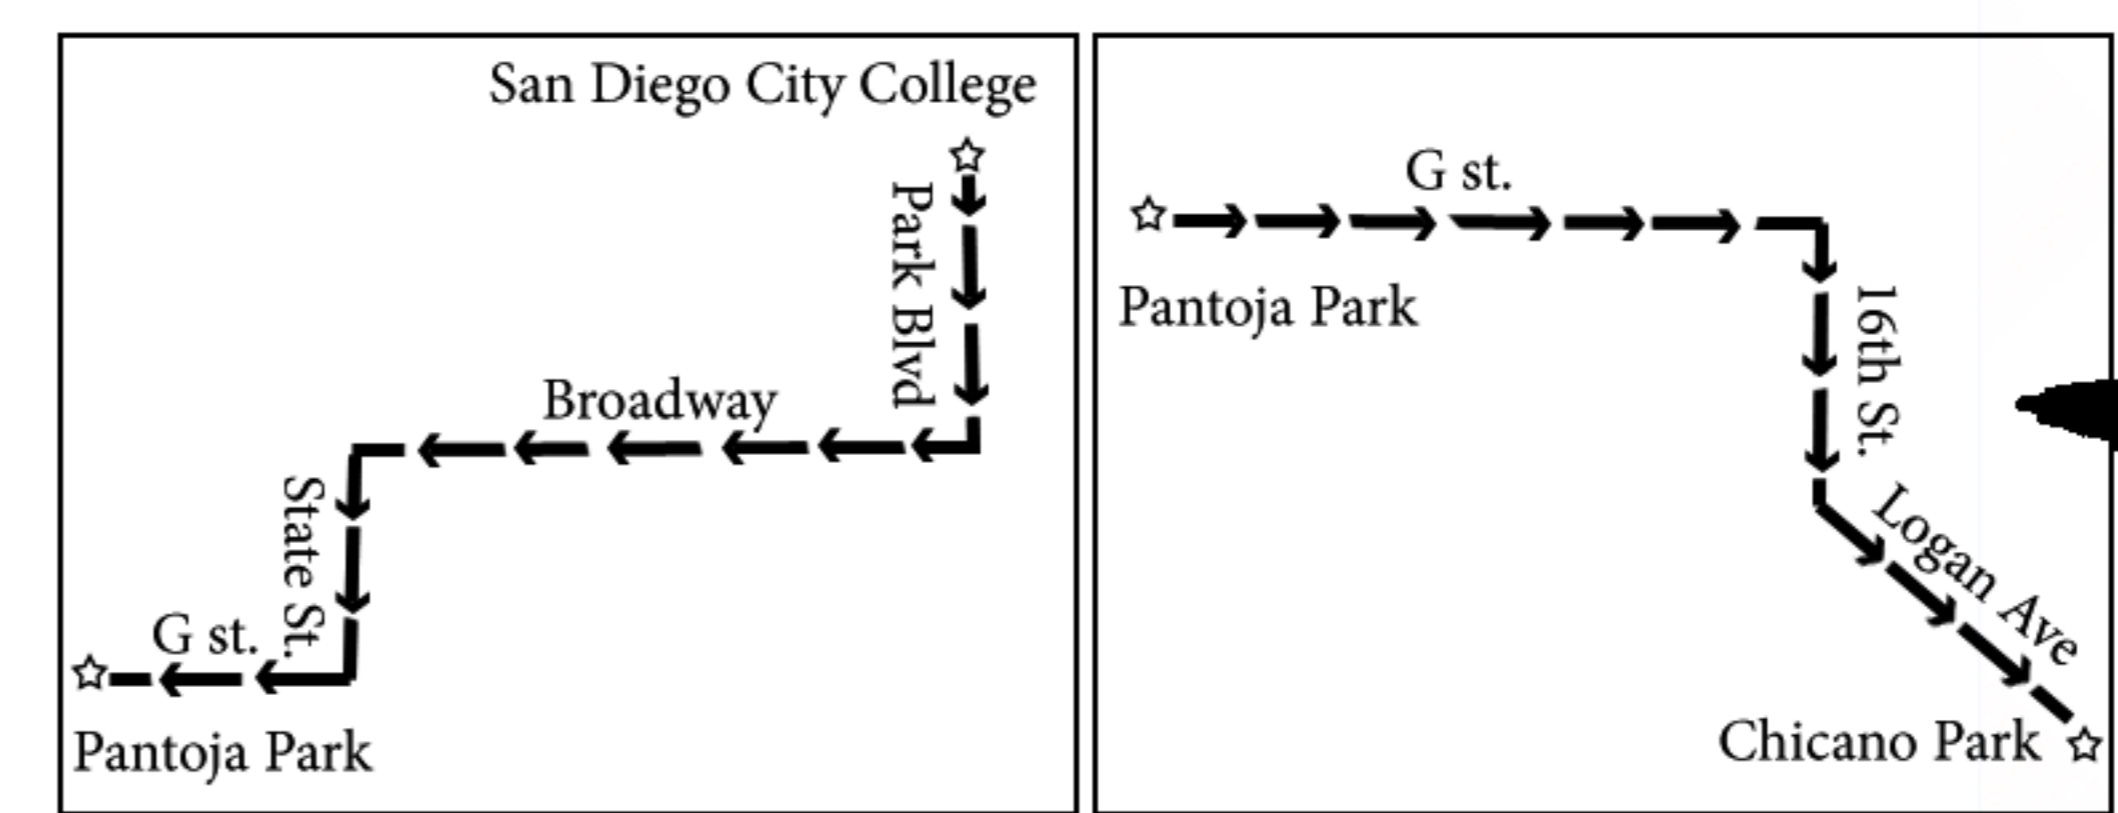 San Diego City College
Park Blvd
Broadway
State St.
G st.
Pantoja Park
G st.
Pantoja Park
16th St.
Logan Ave
Chicano Park